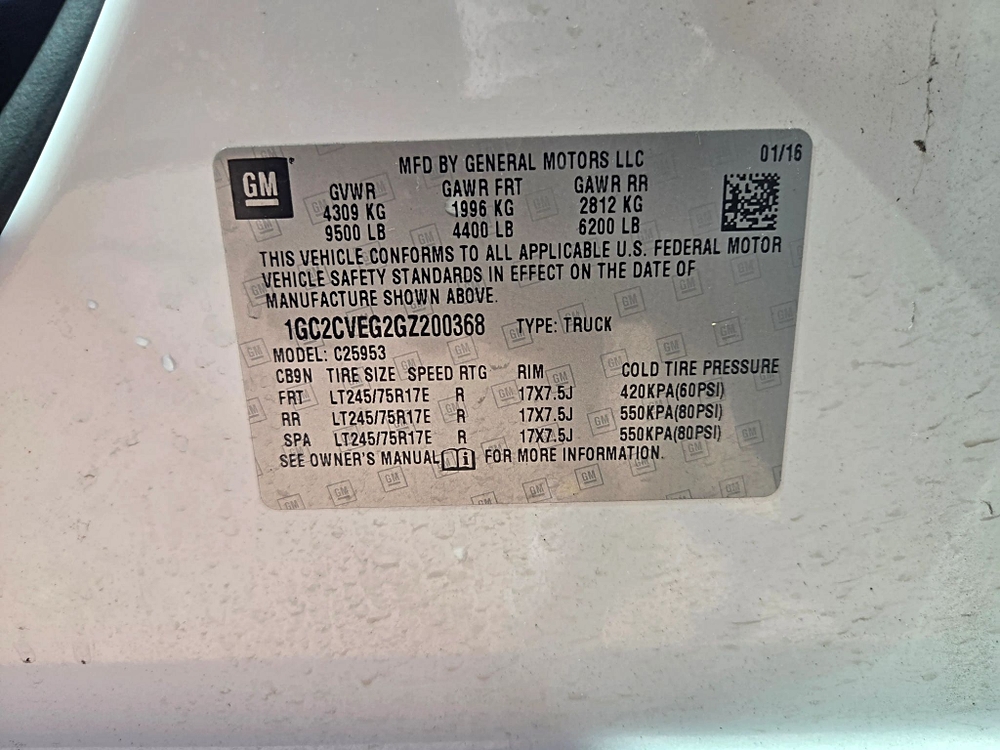 GM
MFD BY GENERAL MOTORS LLC 01/16
GVWR GAWR FRT GAWR RR
4309 KG 1996 KG 2812 KG
9500 LB 4400 LB 6200 LB
THIS VEHICLE CONFORMS TO ALL APPLICABLE U.S. FEDERAL MOTOR
VEHICLE SAFETY STANDARDS IN EFFECT ON THE DATE OF
MANUFACTURE SHOWN ABOVE.
1GC2CVEG2GZ200368 TYPE: TRUCK
MODEL: C25953
CB9N TIRE SIZE SPEED RTG RIM COLD TIRE PRESSURE
FRT LT245/75R17E R 17X7.5J 420KPA(60PSI)
RR LT245/75R17E R 17X7.5J 550KPA(80PSI)
SPA LT245/75R17E R 17X7.5J 550KPA(80PSI)
SEE OWNER'S MANUAL FOR MORE INFORMATION.